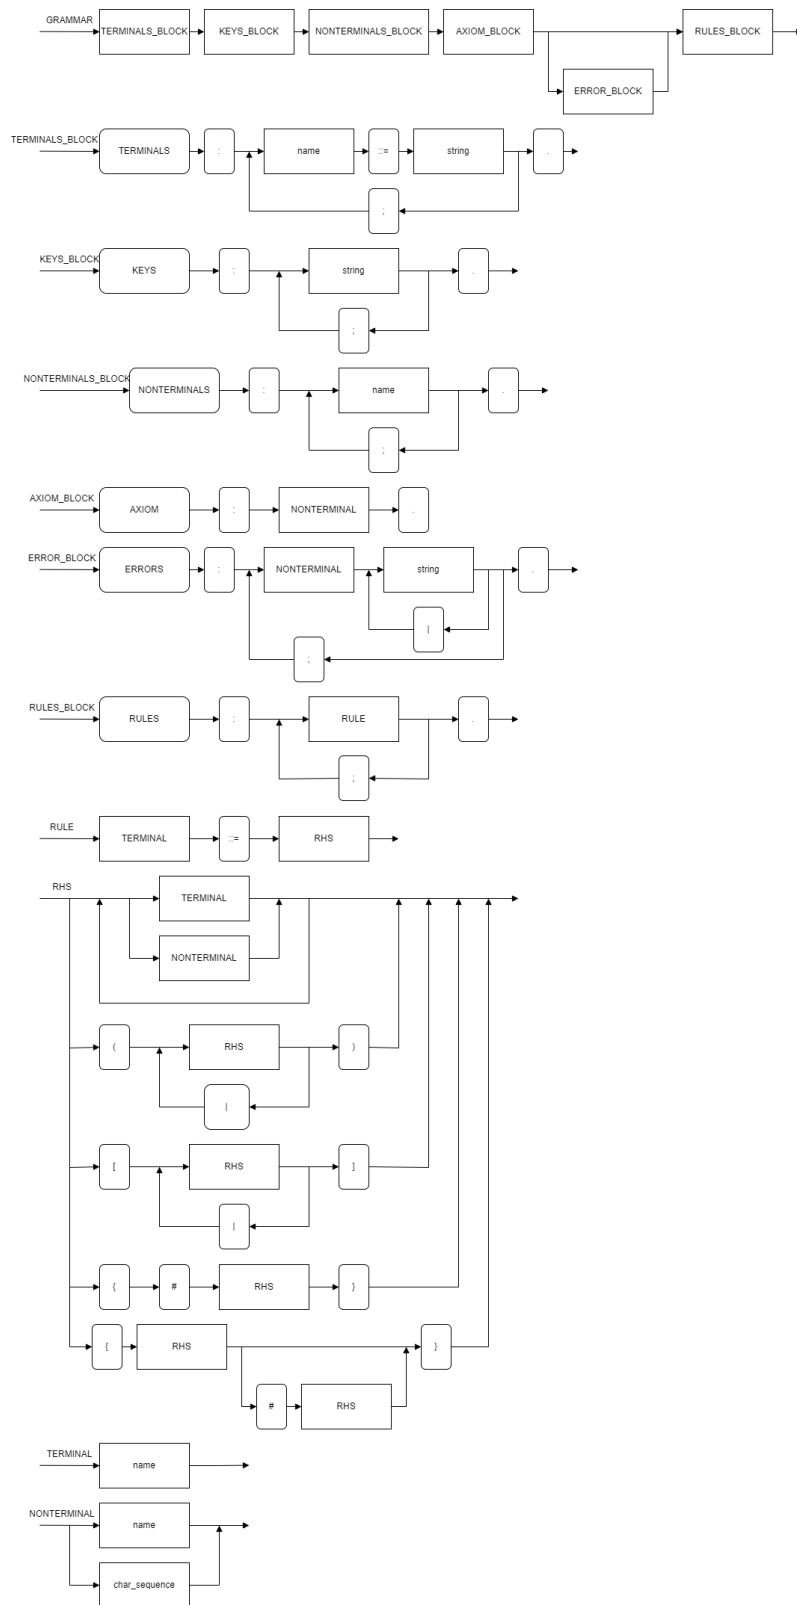 GRAMMAR
TERMINALS_BLOCK KEYS_BLOCK NONTERMINALS_BLOCK AXIOM_BLOCK RULES_BLOCK
ERROR_BLOCK
TERMINALS_BLOCK
TERMINALS : name ::= string .
;
KEYS_BLOCK
KEYS : string .
;
NONTERMINALS_BLOCK
NONTERMINALS : name .
;
AXIOM_BLOCK
AXIOM : NONTERMINAL .
ERROR_BLOCK
ERRORS : NONTERMINAL string .
|
;
RULES_BLOCK
RULES : RULE .
;
RULE
TERMINAL ::= RHS
RHS
TERMINAL
NONTERMINAL
( RHS )
|
[ RHS ]
|
{ # RHS }
{ RHS }
# RHS
TERMINAL
name
NONTERMINAL
name
char_sequence